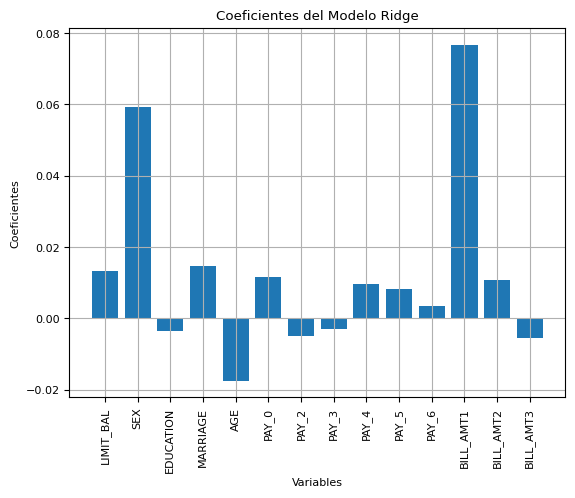 Coeficientes del Modelo Ridge
0.08
0.06
0.04
0.02
0.00
−0.02
Coeficientes
LIMIT_BAL
SEX
EDUCATION
MARRIAGE
AGE
PAY_0
PAY_2
PAY_3
PAY_4
PAY_5
PAY_6
BILL_AMT1
BILL_AMT2
BILL_AMT3
Variables